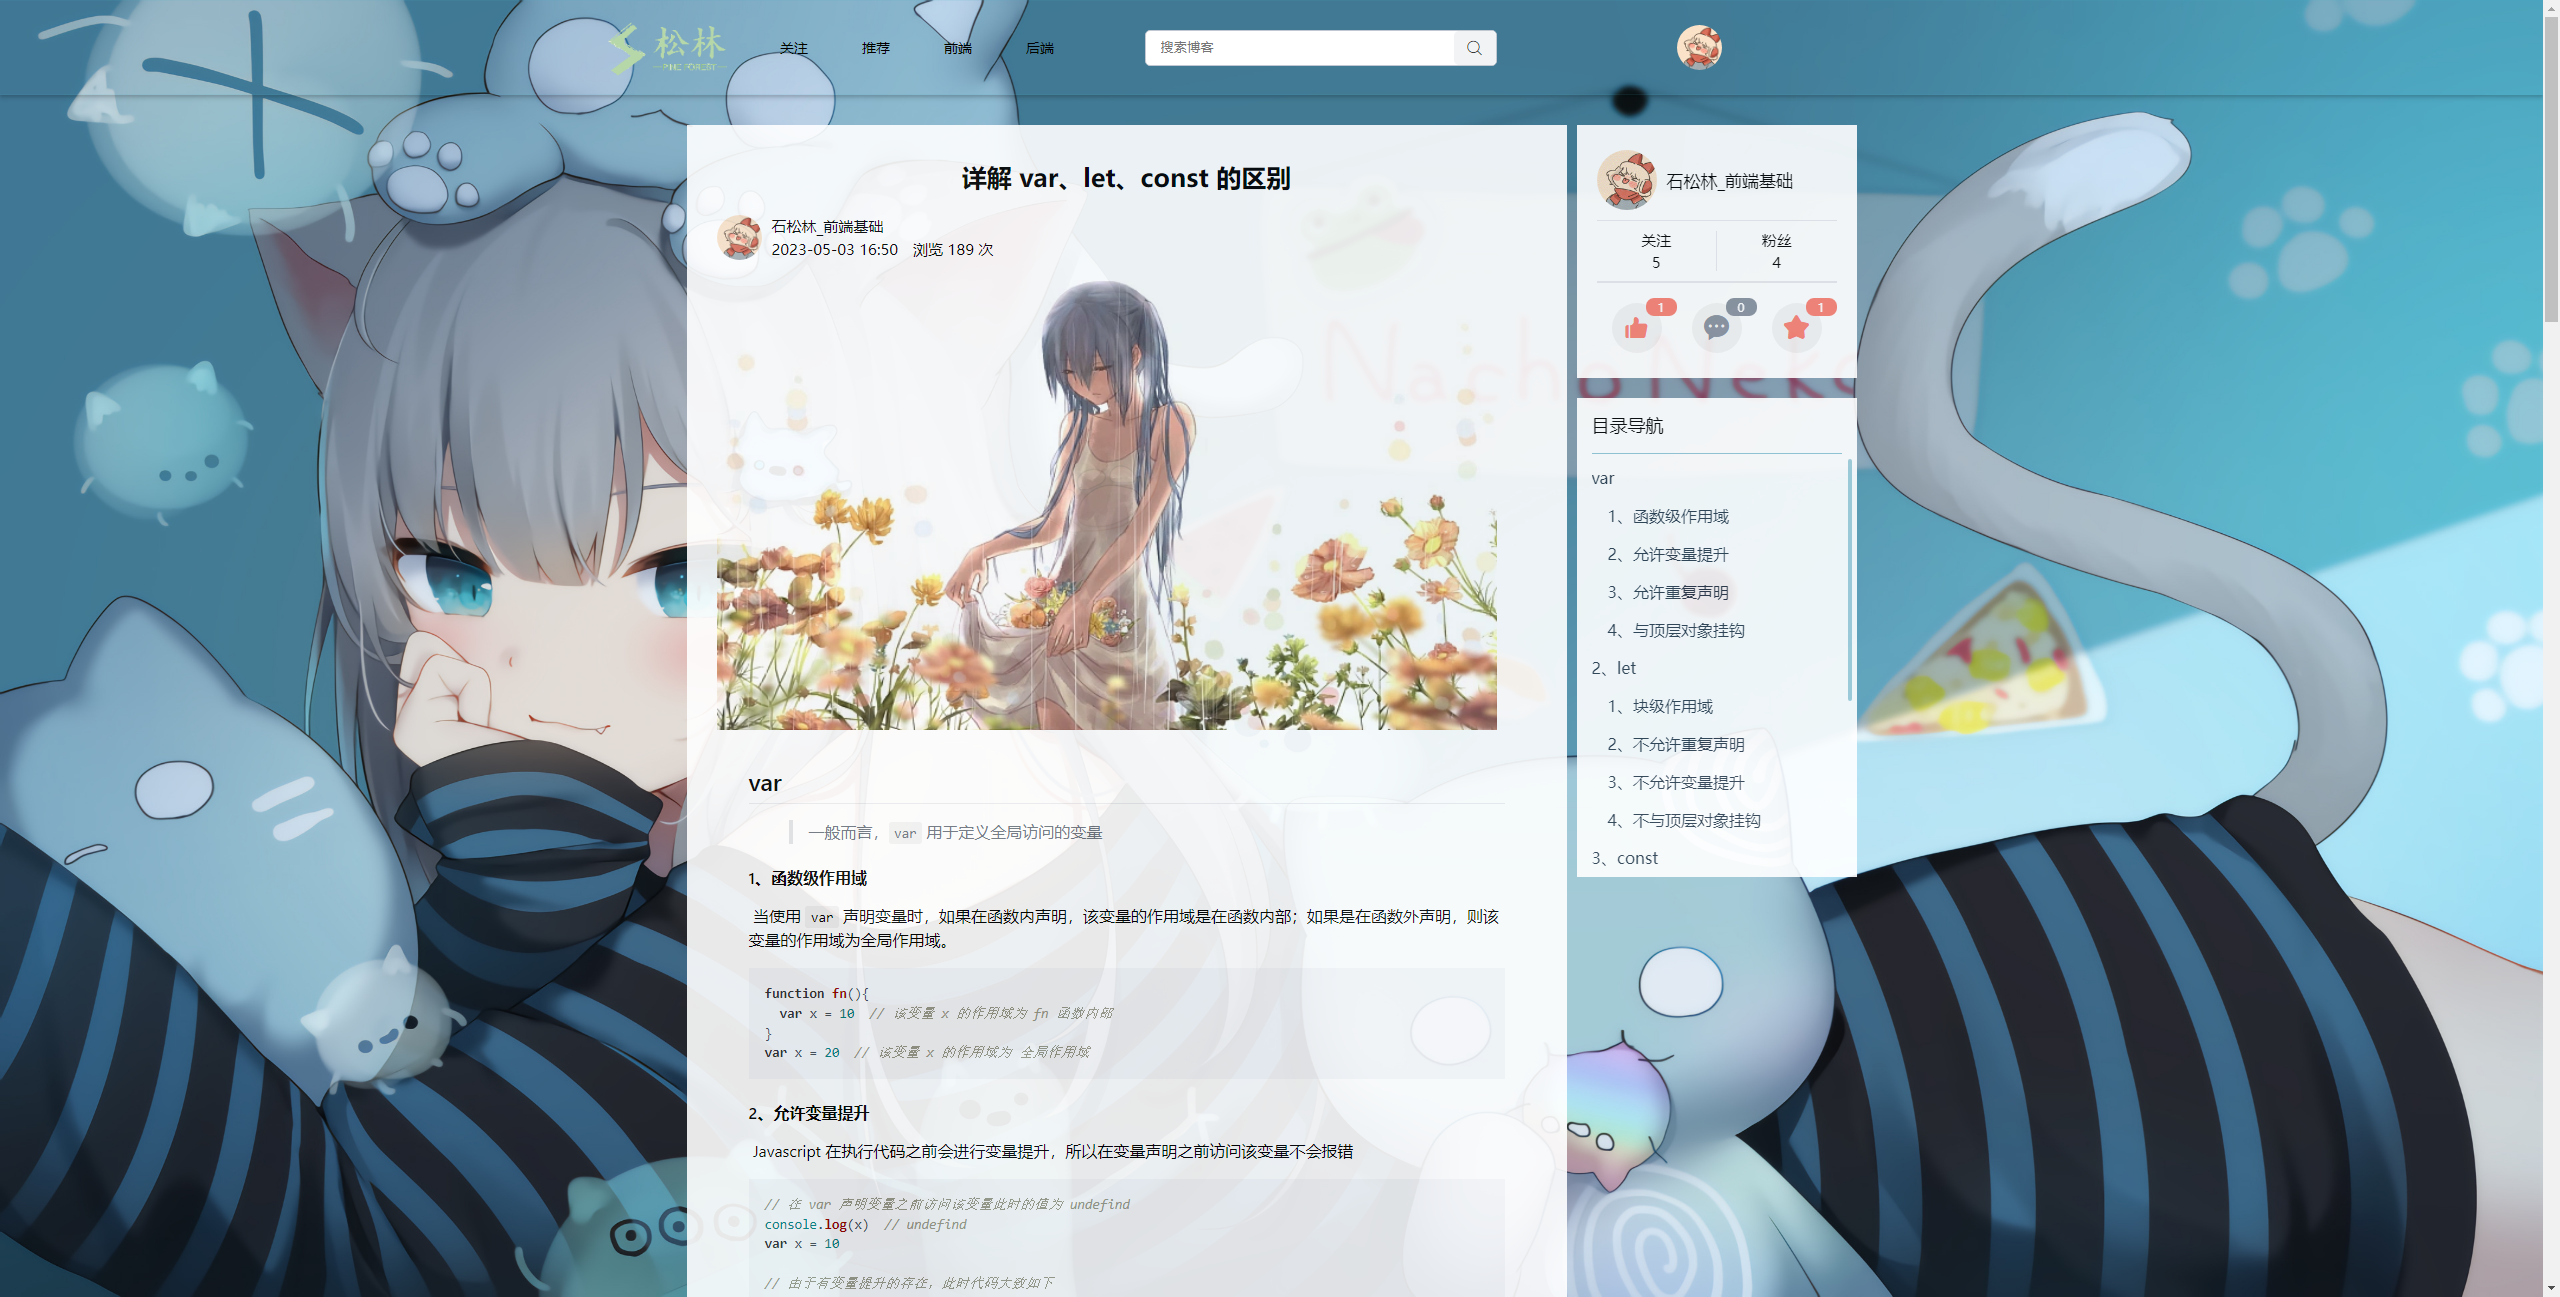 松林
PINE FOREST
关注
推荐
前端
后端
搜索博客
详解 var、let、const 的区别
石松林_前端基础
2023-05-03 16:50 浏览 189 次
var
一般而言， var 用于定义全局访问的变量
1、函数级作用域
当使用 var 声明变量时，如果在函数内声明，该变量的作用域是在函数内部；如果是在函数外声明，则该
变量的作用域为全局作用域。
function fn(){
var x = 10 // 该变量 x 的作用域为 fn 函数内部
}
var x = 20 // 该变量 x 的作用域为 全局作用域
2、允许变量提升
Javascript 在执行代码之前会进行变量提升，所以在变量声明之前访问该变量不会报错
// 在 var 声明变量之前访问该变量此时的值为 undefind
console.log(x) // undefind
var x = 10
// 由于有变量提升的存在，此时代码大致如下
石松林_前端基础
关注
5
粉丝
4
1
0
1
Nacho Neko
目录导航
var
1、函数级作用域
2、允许变量提升
3、允许重复声明
4、与顶层对象挂钩
2、let
1、块级作用域
2、不允许重复声明
3、不允许变量提升
4、不与顶层对象挂钩
3、const